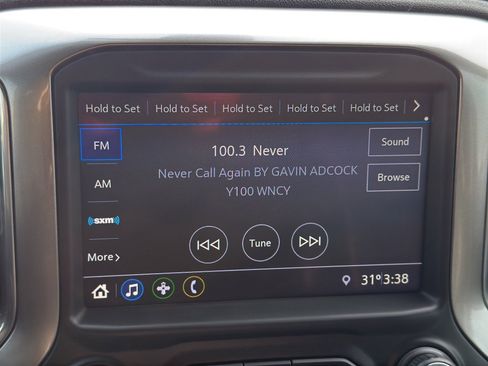 Hold to Set Hold to Set Hold to Set Hold to Set Hold to Set >
FM
100.3 Never
Sound
Never Call Again BY GAVIN ADCOCK
Browse
AM
Y100 WNCY
sxm
Tune
More >
31° 3:38